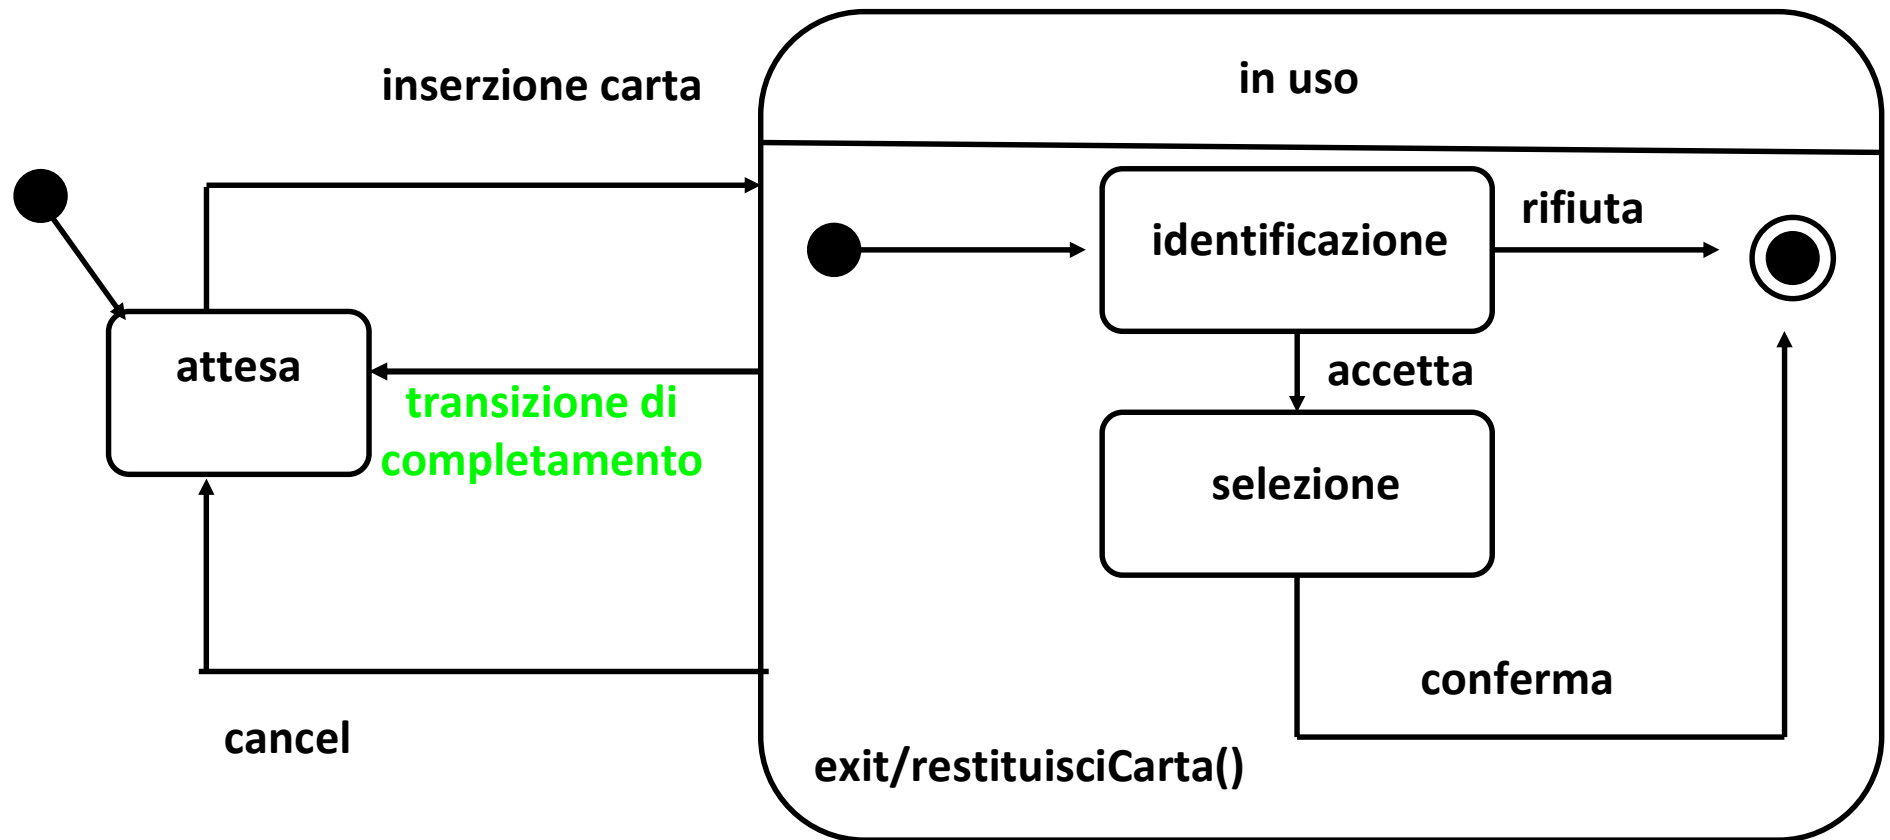 inserzione carta
in uso
identificazione
rifiuta
attesa
accetta
transizione di
completamento
selezione
conferma
cancel
exit/restituisciCarta()